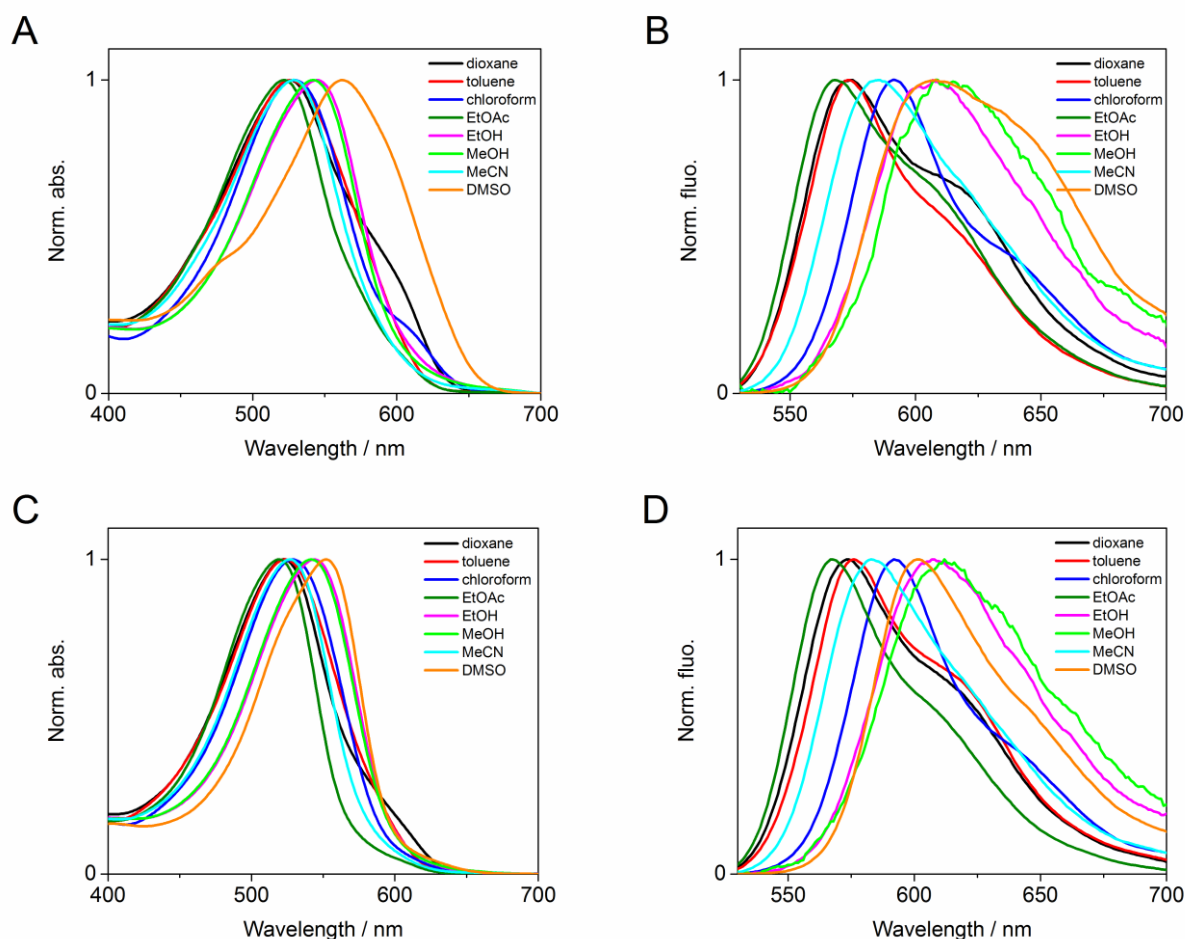 A
Norm. abs.
1
0
dioxane
toluene
chloroform
EtOAc
EtOH
MeOH
MeCN
DMSO
400
500
600
700
Wavelength / nm
B
Norm. fluo.
1
0
dioxane
toluene
chloroform
EtOAc
EtOH
MeOH
MeCN
DMSO
550
600
650
700
Wavelength / nm
C
Norm. abs.
1
0
dioxane
toluene
chloroform
EtOAc
EtOH
MeOH
MeCN
DMSO
400
500
600
700
Wavelength / nm
D
Norm. fluo.
1
0
dioxane
toluene
chloroform
EtOAc
EtOH
MeOH
MeCN
DMSO
550
600
650
700
Wavelength / nm